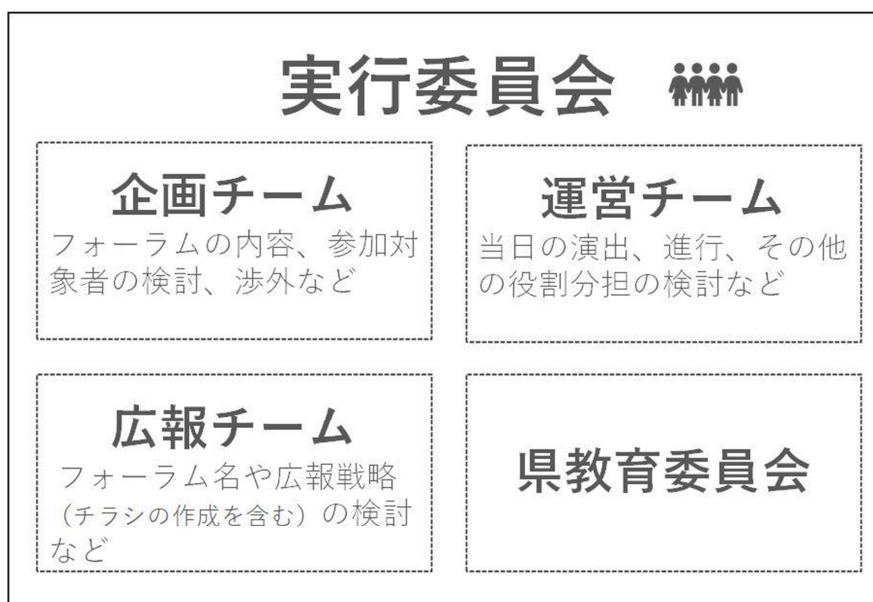 実行委員会
企画チーム
フォーラムの内容、参加対
象者の検討、渉外など
運営チーム
当日の演出、進行、その他
の役割分担の検討など
広報チーム
フォーラム名や広報戦略
（チラシの作成を含む）の検討
など
県教育委員会